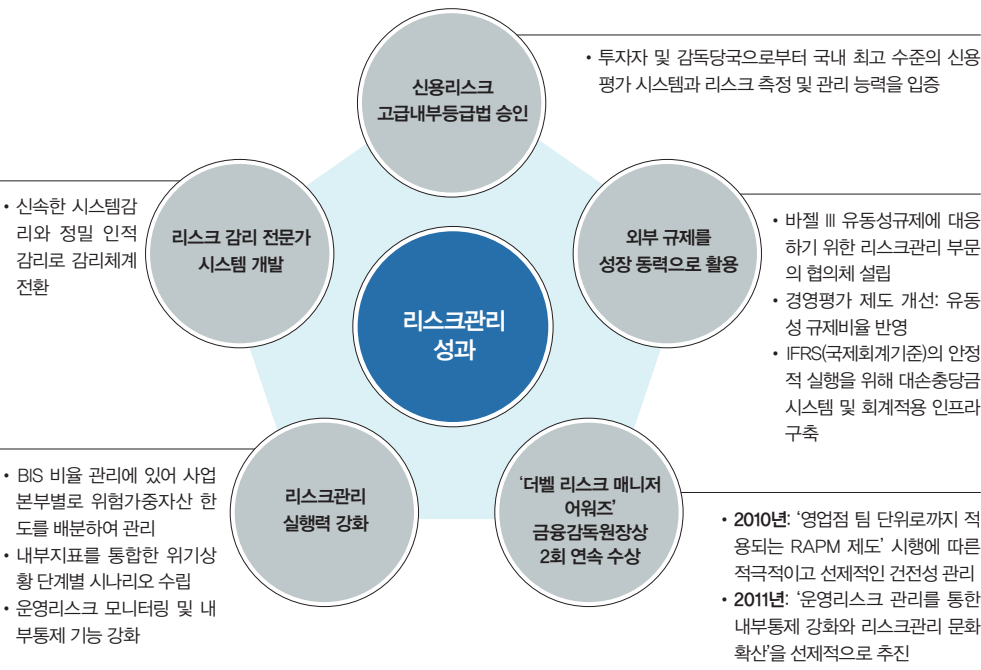 신용리스크
고급내부등급법 승인
• 투자자 및 감독당국으로부터 국내 최고 수준의 신용
평가 시스템과 리스크 측정 및 관리 능력을 입증
• 신속한 시스템감
리와 정밀 인적
감리로 감리체계
전환
리스크 감리 전문가
시스템 개발
외부 규제를
성장 동력으로 활용
• 바젤 Ⅲ 유동성규제에 대응
하기 위한 리스크관리 부문
의 협의체 설립
• 경영평가 제도 개선: 유동
성 규제비율 반영
• IFRS(국제회계기준)의 안정
적 실행을 위해 대손충당금
시스템 및 회계적용 인프라
구축
리스크관리
성과
• BIS 비율 관리에 있어 사업
본부별로 위험가중자산 한
도를 배분하여 관리
• 내부지표를 통합한 위기상
황 단계별 시나리오 수립
• 운영리스크 모니터링 및 내
부통제 기능 강화
리스크관리
실행력 강화
‘더벨 리스크 매니저
어워즈’
금융감독원장상
2회 연속 수상
• 2010년: ‘영업점 팀 단위로까지 적
용되는 RAPM 제도’ 시행에 따른
적극적이고 선제적인 건전성 관리
• 2011년: ‘운영리스크 관리를 통한
내부통제 강화와 리스크관리 문화
확산’을 선제적으로 추진